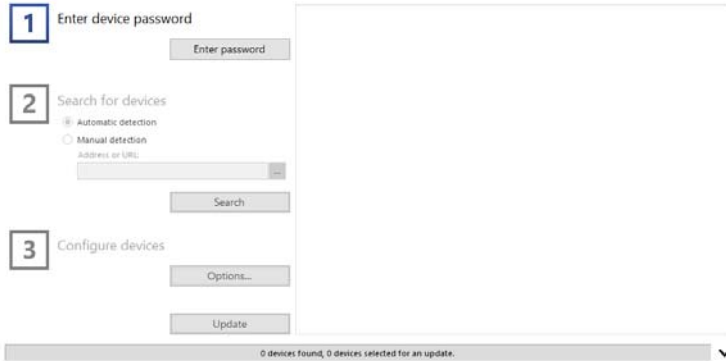 1 Enter device password
Enter password
2 Search for devices
Automatic detection
Manual detection
Address or URL:
...
Search
3 Configure devices
Options...
Update
0 devices found, 0 devices selected for an update.